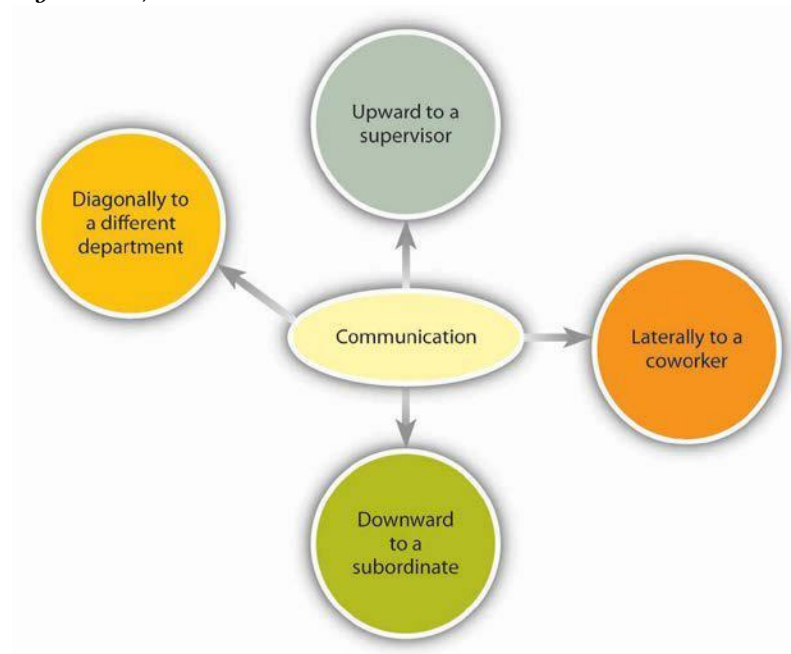 Upward to a
supervisor
Diagonally to
a different
department
Communication
Laterally to a
coworker
Downward
to a
subordinate